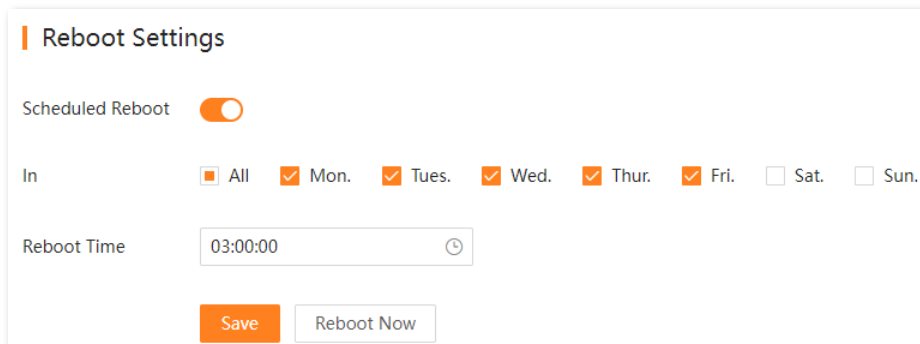 Reboot Settings
Scheduled Reboot
In All Mon. Tues. Wed. Thur. Fri. Sat. Sun.
Reboot Time 03:00:00
Save Reboot Now